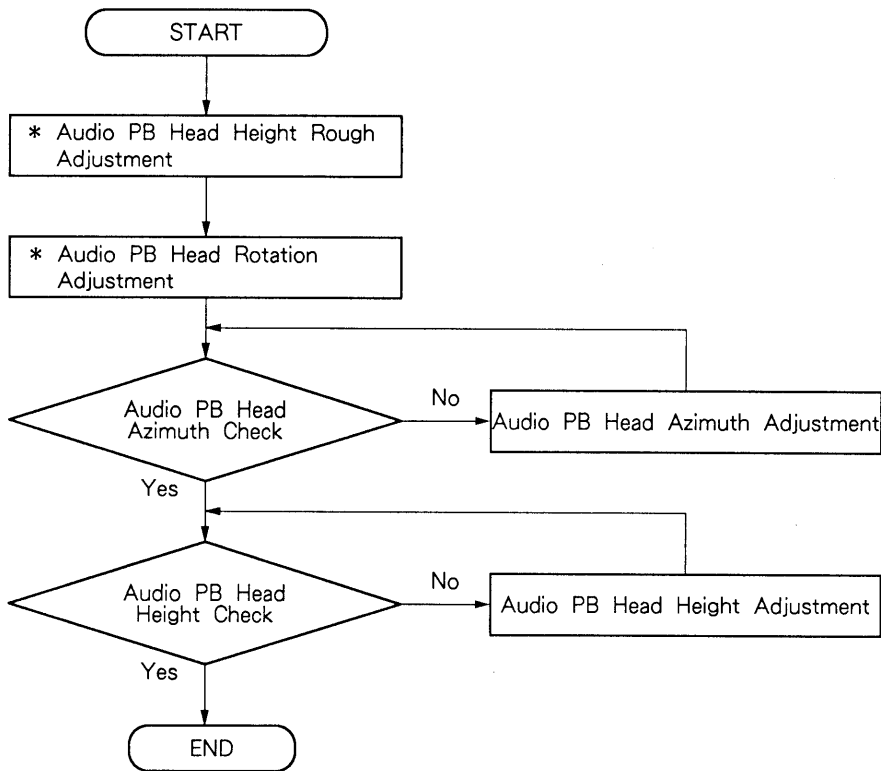 START
* Audio PB Head Height Rough
Adjustment
* Audio PB Head Rotation
Adjustment
Audio PB Head
Azimuth Check
No
Audio PB Head Azimuth Adjustment
Yes
Audio PB Head
Height Check
No
Audio PB Head Height Adjustment
Yes
END